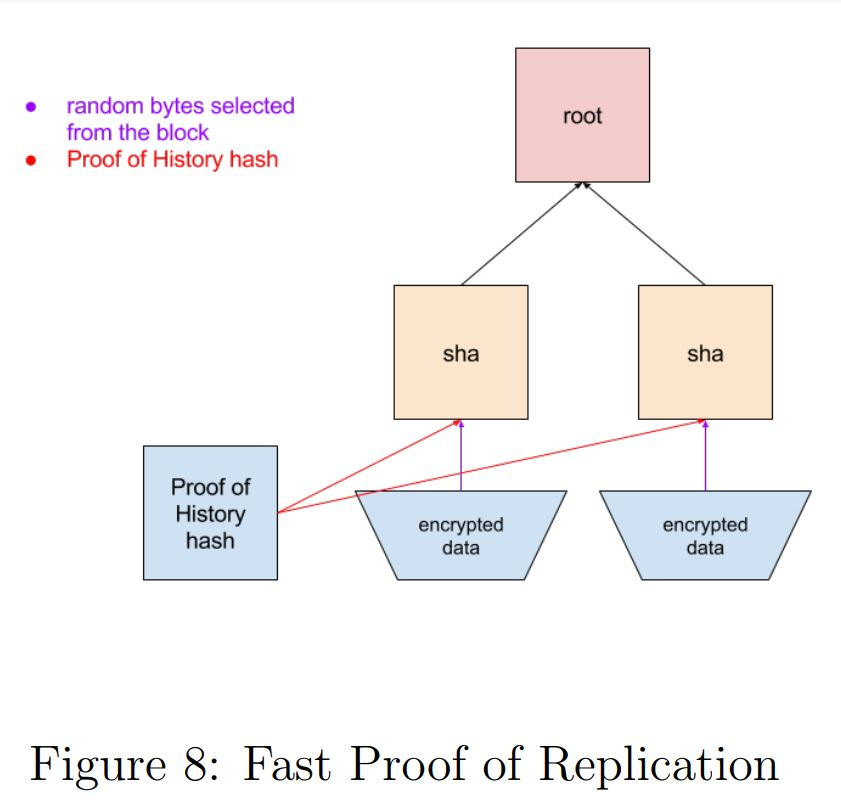 random bytes selected
from the block
Proof of History hash
root
sha
sha
Proof of
History
hash
encrypted
data
encrypted
data
Figure 8: Fast Proof of Replication